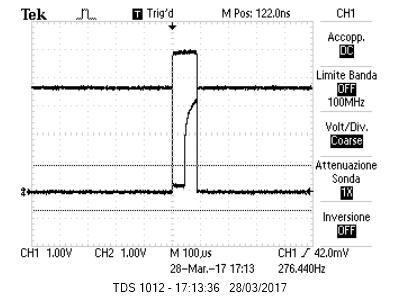 Tek T Trig'd M Pos: 122.0ns CH1
Accopp.
DC
Limite Banda
OFF
100MHz
Volt/Div.
Coarse
Attenuazione
Sonda
1X
Inversione
OFF
2
CH1 1.00V CH2 1.00V M 100µs CH1 / 42.0mV
28-Mar.-17 17:13 276.440Hz
TDS 1012 - 17:13:36 28/03/2017